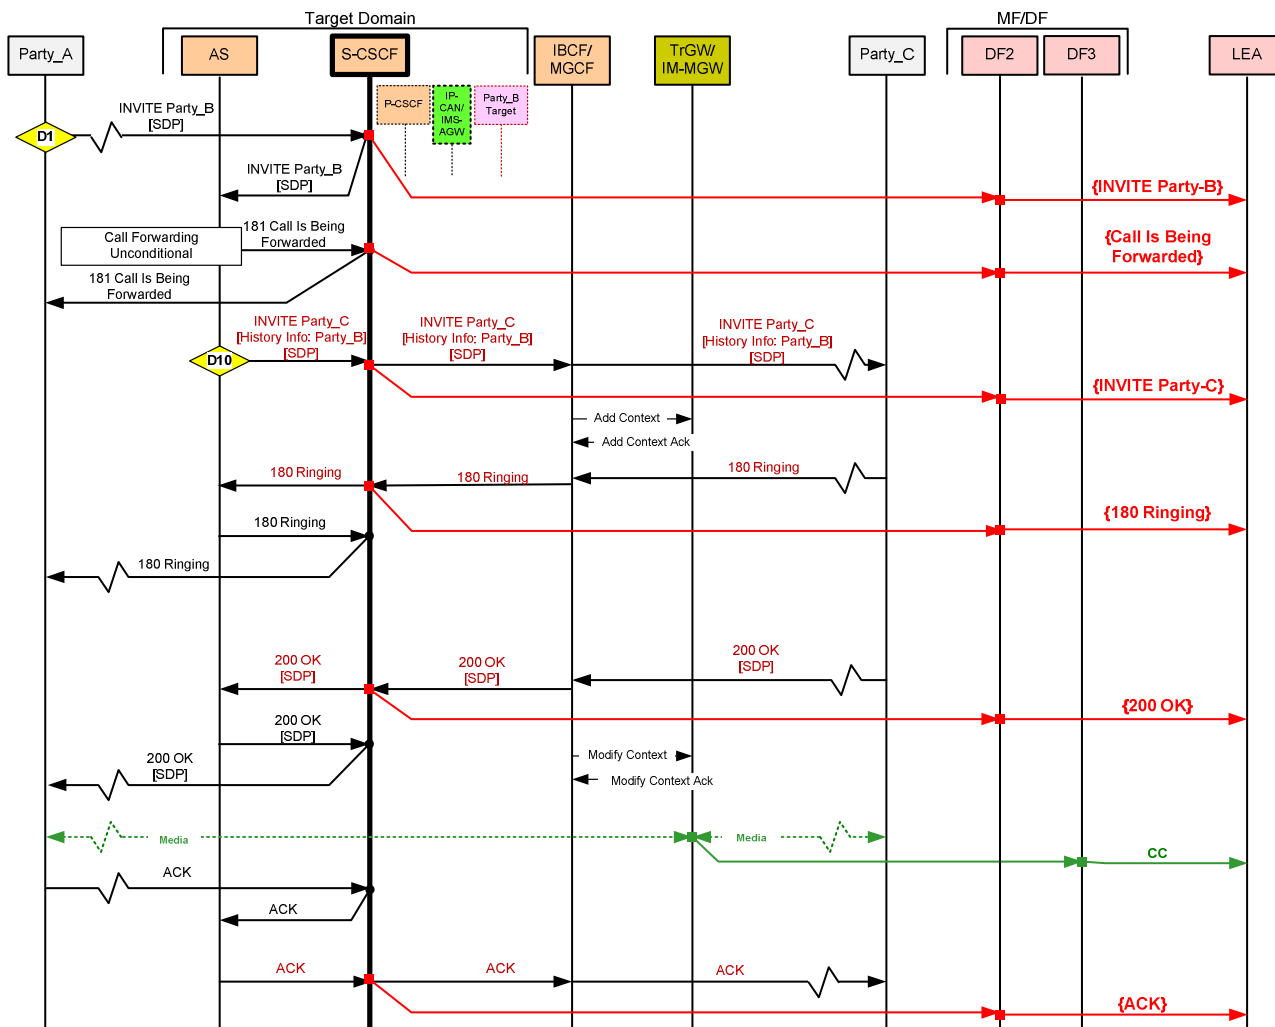 Target Domain
MF/DF
Party_A
AS
S-CSCF
IBCF/
MGCF
TrGW/
IM-MGW
Party_C
DF2
DF3
LEA
P-CSCF
IP-
CAN/
IMS-
AGW
Party_B
Target
INVITE Party_B
[SDP]
D1
INVITE Party_B
[SDP]
{INVITE Party-B}
Call Forwarding
Unconditional
181 Call Is Being
Forwarded
{Call Is Being
Forwarded}
181 Call Is Being
Forwarded
INVITE Party_C
[History Info: Party_B]
[SDP]
INVITE Party_C
[History Info: Party_B]
[SDP]
INVITE Party_C
[History Info: Party_B]
[SDP]
D10
{INVITE Party-C}
Add Context
Add Context Ack
180 Ringing
180 Ringing
180 Ringing
{180 Ringing}
180 Ringing
180 Ringing
200 OK
[SDP]
200 OK
[SDP]
200 OK
[SDP]
{200 OK}
200 OK
[SDP]
200 OK
[SDP]
Modify Context
Modify Context Ack
Media
Media
CC
ACK
ACK
ACK
ACK
ACK
{ACK}